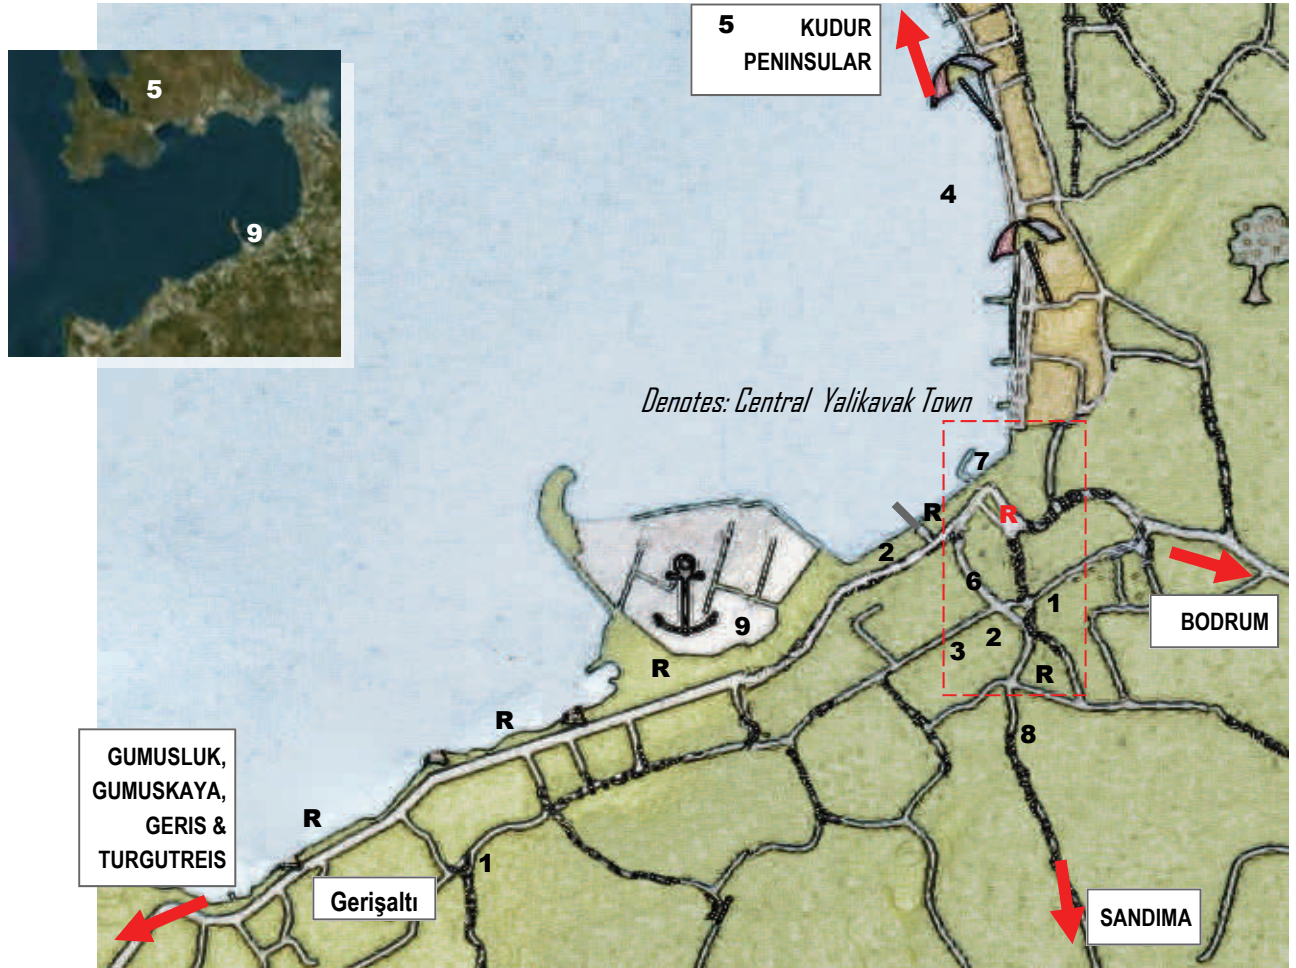 5 KUDUR
PENINSULAR
5
9
4
Denotes: Central Yalikavak Town
7
R
R
2
6
1
BODRUM
9
2
3
R
R
R
8
GUMUSLUK,
GUMUSKAYA,
GERIS &
TURGUTREIS
R
1
Gerişaltı
SANDIMA